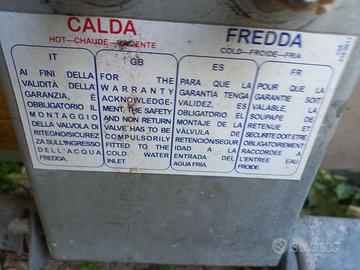 CALDA
HOT-CHAUDE-CALIENTE
FREDDA
COLD-FROIDE-FRIA
IT
AI FINI DELLA
VALIDITÀ DELLA
GARANZIA, È
OBBLIGATORIO IL
MONTAGGIO
DELLA VALVOLA DI
RITEGNO/SICUREZ
ZA SULL'INGRESSO
DELL'ACQUA
FREDDA.
GB
FOR THE
WARRANTY
ACKNOWLEDGE-
MENT, THE SAFETY
AND NON RETURN
VALVE HAS TO BE
COMPULSORILY
FITTED TO THE
COLD WATER
INLET.
ES
PARA QUE LA
GARANTIA TENGA
VALIDEZ, ES
OBLIGATORIO EL
MONTAJE DE LA
VÁLVULA DE
RETENCIÓN/SEGUR
IDAD A LA
ENTRADA DEL
AGUA FRIA.
FR
POUR QUE LA
GARANTIE SOIT
VALABLE, LA
SOUPAPE DE
RETENUE ET
SECURITE DOIT ETRE
OBLIGATOIREMENT
RACCORDEE A
L'ENTREE EAU
FROIDE.
subito